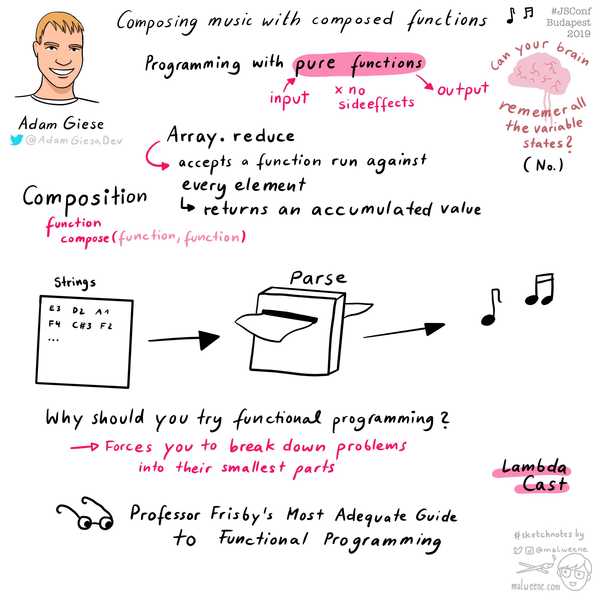 Composing music with composed functions
#JSConf
Budapest
2019
Programming with pure functions
input
x no
sideeffects
output
Can your brain
rememerall
the variable
states?
(No.)
Adam Giese
@AdamGieseDev
Array.reduce
accepts a function run against
every element
returns an accumulated value
Composition
function
compose(function, function)
Strings
E3 D2 A1
F4 C#3 F2
...
Parse
Why should you try functional programming?
Forces you to break down problems
into their smallest parts
Lambda
Cast
Professor Frisby's Most Adequate Guide
to Functional Programming
#sketchnotes by
@malweene
malweene.com